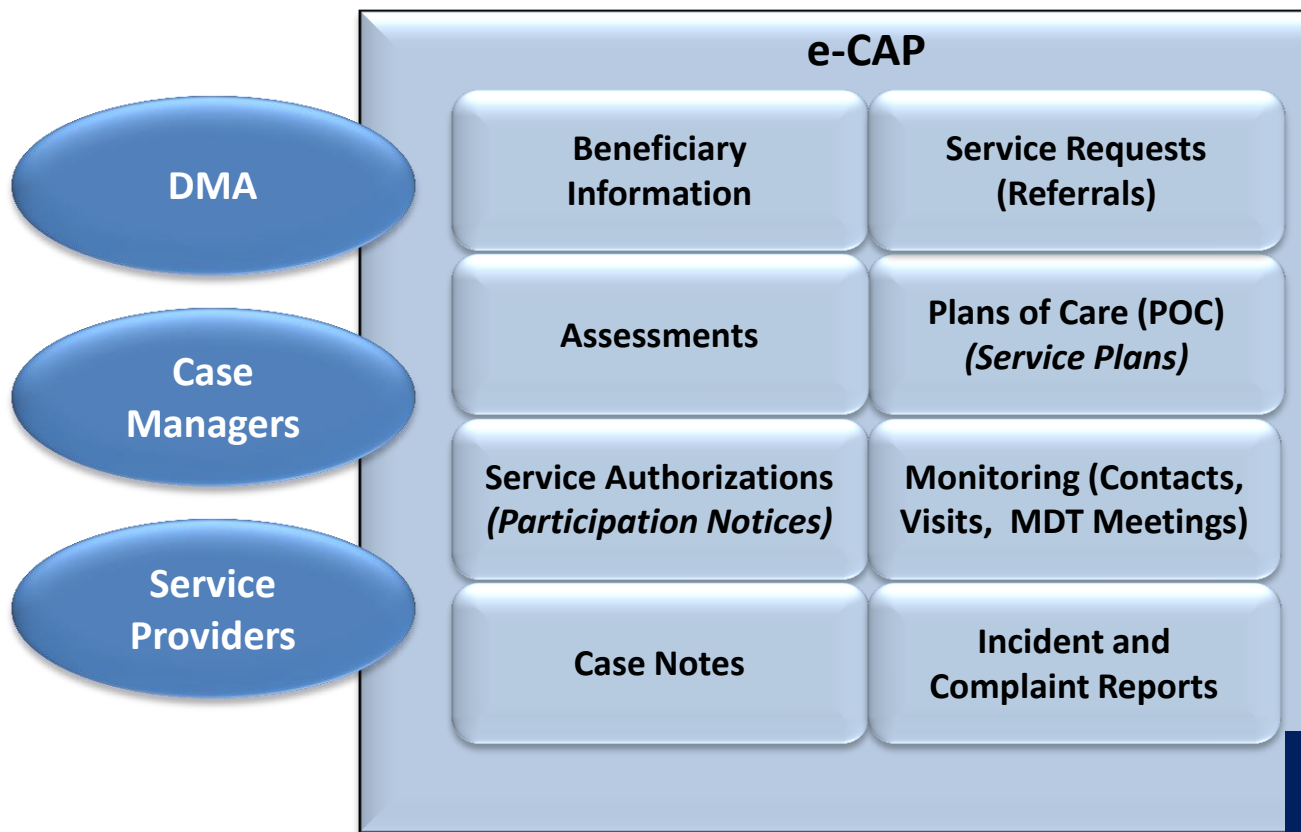 e-CAP
DMA
Case
Managers
Service
Providers
Beneficiary
Information
Service Requests
(Referrals)
Assessments
Plans of Care (POC)
(Service Plans)
Service Authorizations
(Participation Notices)
Monitoring (Contacts,
Visits,  MDT Meetings)
Case Notes
Incident and
Complaint Reports